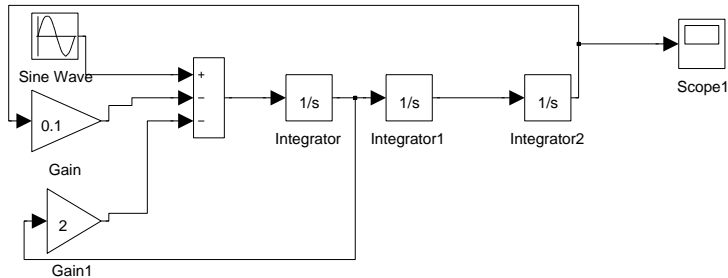 Sine Wave
+
−
−
0.1
Gain
2
Gain1
1/s
Integrator
1/s
Integrator1
1/s
Integrator2
Scope1